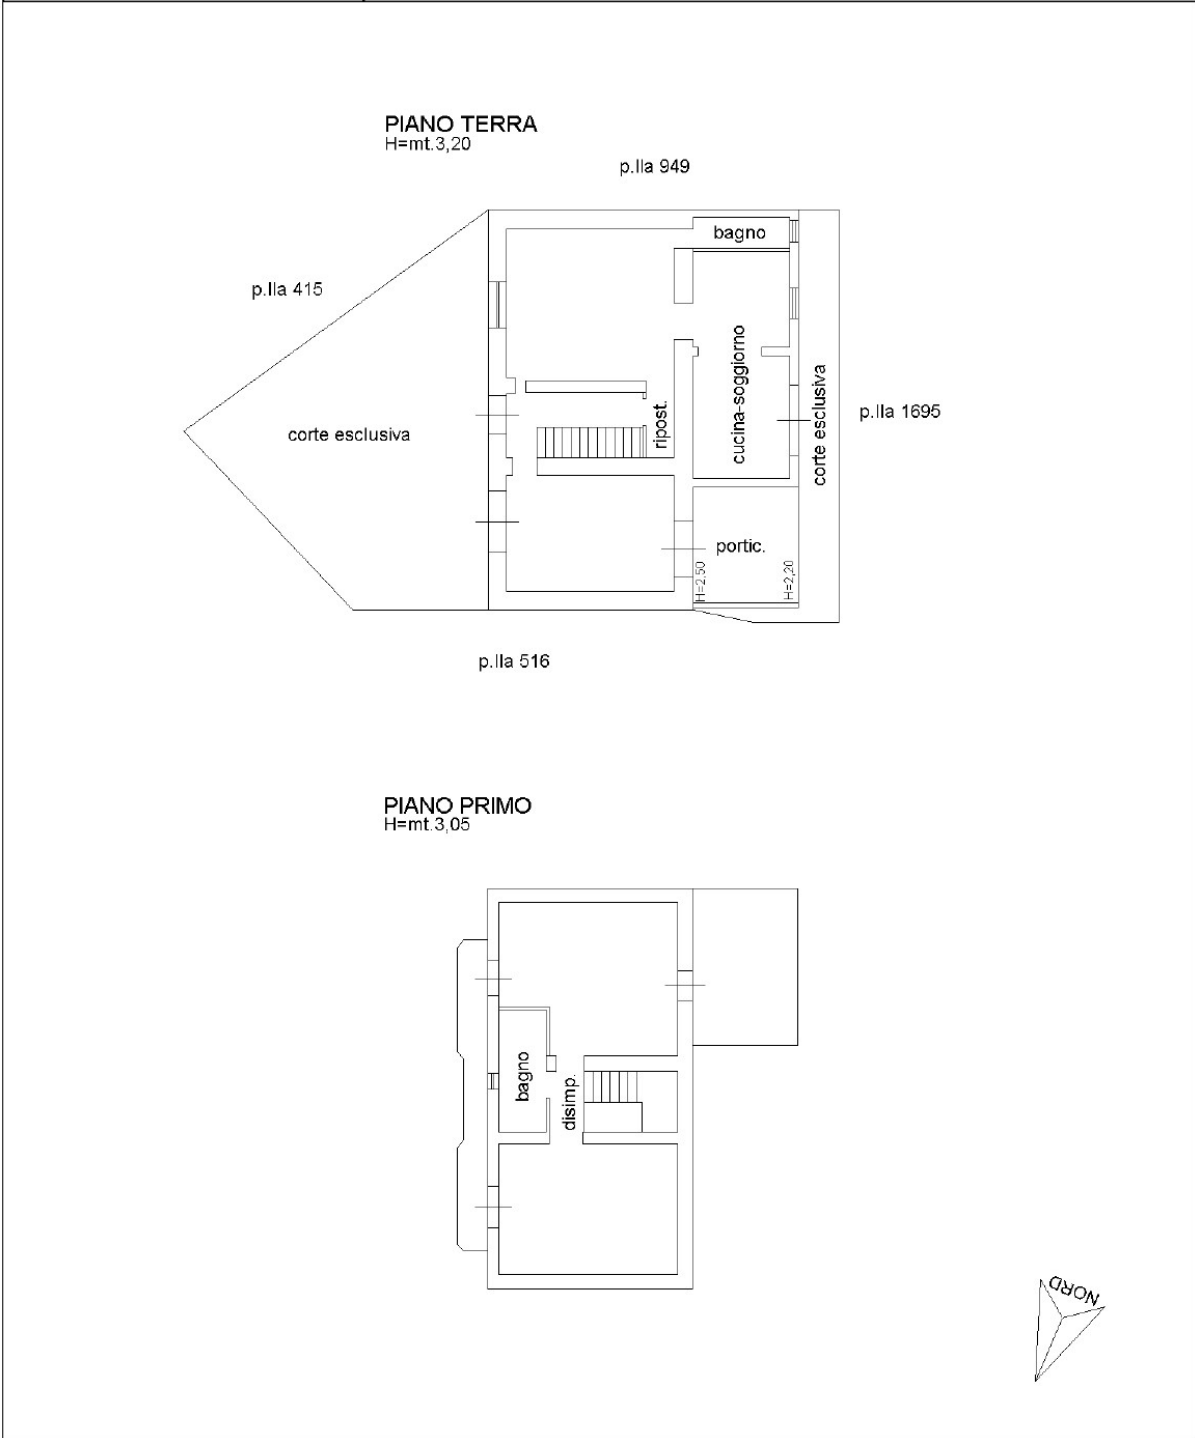 PIANO TERRA
H=mt.3,20
p.lla 949
bagno
p.lla 415
cucina-soggiorno
corte esclusiva
ripost.
corte esclusiva
p.lla 1695
portic.
H=2,50
H=2,20
p.lla 516
PIANO PRIMO
H=mt.3,05
bagno
disimp.
NORD